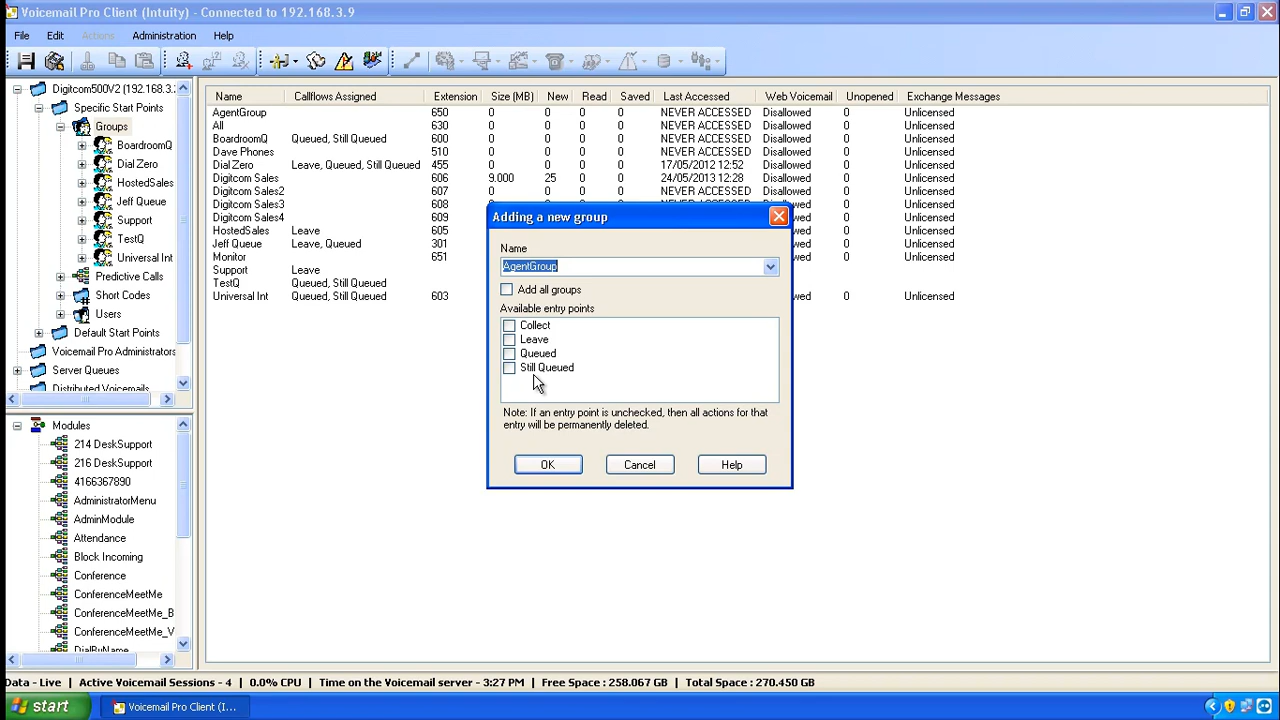 Voicemail Pro Client (Intuity) - Connected to 192.168.3.9
File Edit Actions Administration Help
Digitcom500V2 (192.168.3.
Specific Start Points
Groups
BoardroomQ
Dial Zero
HostedSales
Jeff Queue
Support
TestQ
Universal Int
Predictive Calls
Short Codes
Users
Default Start Points
Voicemail Pro Administrators
Server Queues
Distributed Voicemails
Modules
214 DeskSupport
216 DeskSupport
4166367890
AdministratorMenu
AdminModule
Attendance
Block Incoming
Conference
ConferenceMeetMe
ConferenceMeetMe_B
ConferenceMeetMe_V
DialByName
Name Callflows Assigned Extension Size (MB) New Read Saved Last Accessed Web Voicemail Unopened Exchange Messages
AgentGroup 650 0 0 0 0 NEVER ACCESSED Disallowed 0 Unlicensed
All 630 0 0 0 0 NEVER ACCESSED Disallowed 0 Unlicensed
BoardroomQ Queued, Still Queued 600 0 0 0 0 NEVER ACCESSED Disallowed 0 Unlicensed
Dave Phones 510 0 0 0 0 NEVER ACCESSED Disallowed 0 Unlicensed
Dial Zero Leave, Queued, Still Queued 455 0 0 0 0 17/05/2012 12:52 Disallowed 0 Unlicensed
Digitcom Sales 606 9.000 25 0 0 24/05/2013 12:28 Disallowed 0 Unlicensed
Digitcom Sales2 607 0 0 0 0 NEVER ACCESSED Disallowed 0 Unlicensed
Digitcom Sales3 608 0 0 0 0 NEVER ACCESSED Disallowed 0 Unlicensed
Digitcom Sales4 609 0 Unlicensed
HostedSales Leave 605 0 Unlicensed
Jeff Queue Leave, Queued 301 0 Unlicensed
Monitor 651 0 Unlicensed
Support Leave
TestQ Queued, Still Queued
Universal Int Queued, Still Queued 603 owed 0 Unlicensed
Adding a new group
Name
AgentGroup
Add all groups
Available entry points
Collect
Leave
Queued
Still Queued
Note: If an entry point is unchecked, then all actions for that
entry will be permanently deleted.
OK Cancel Help
Data - Live | Active Voicemail Sessions - 4 | 0.0% CPU | Time on the Voicemail server - 3:27 PM | Free Space : 258.067 GB | Total Space : 270.450 GB
start Voicemail Pro Client (I...